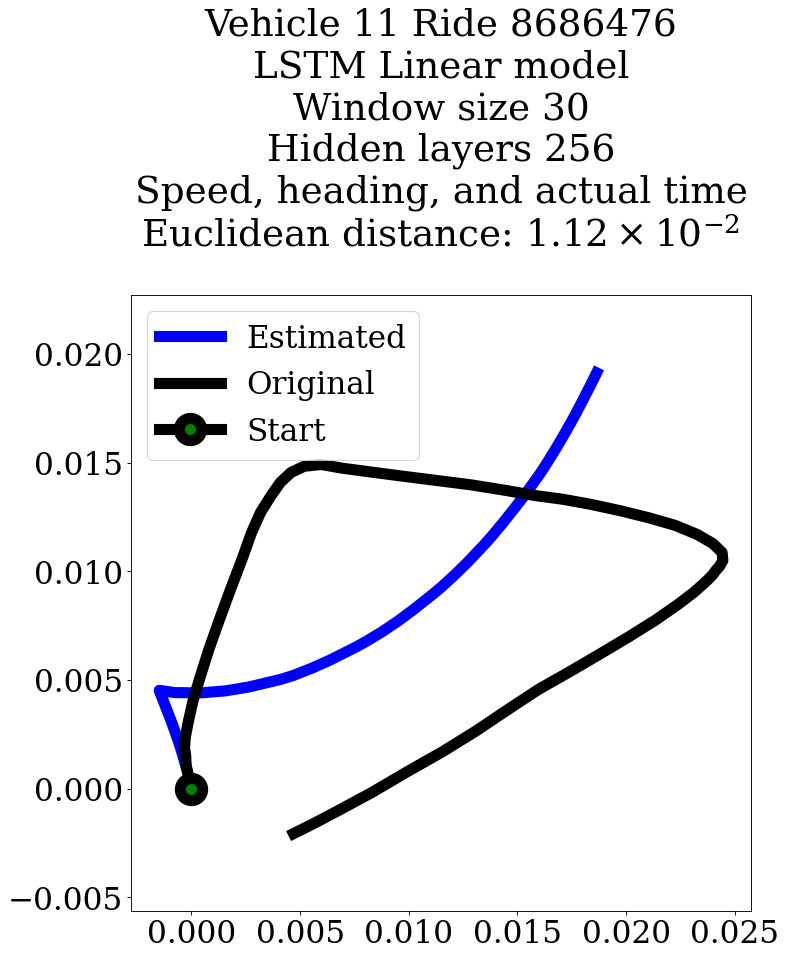 Vehicle 11 Ride 8686476
LSTM Linear model
Window size 30
Hidden layers 256
Speed, heading, and actual time
Euclidean distance: 1.12 × 10⁻²
Estimated
Original
Start
0.020
0.015
0.010
0.005
0.000
−0.005
0.000 0.005 0.010 0.015 0.020 0.025